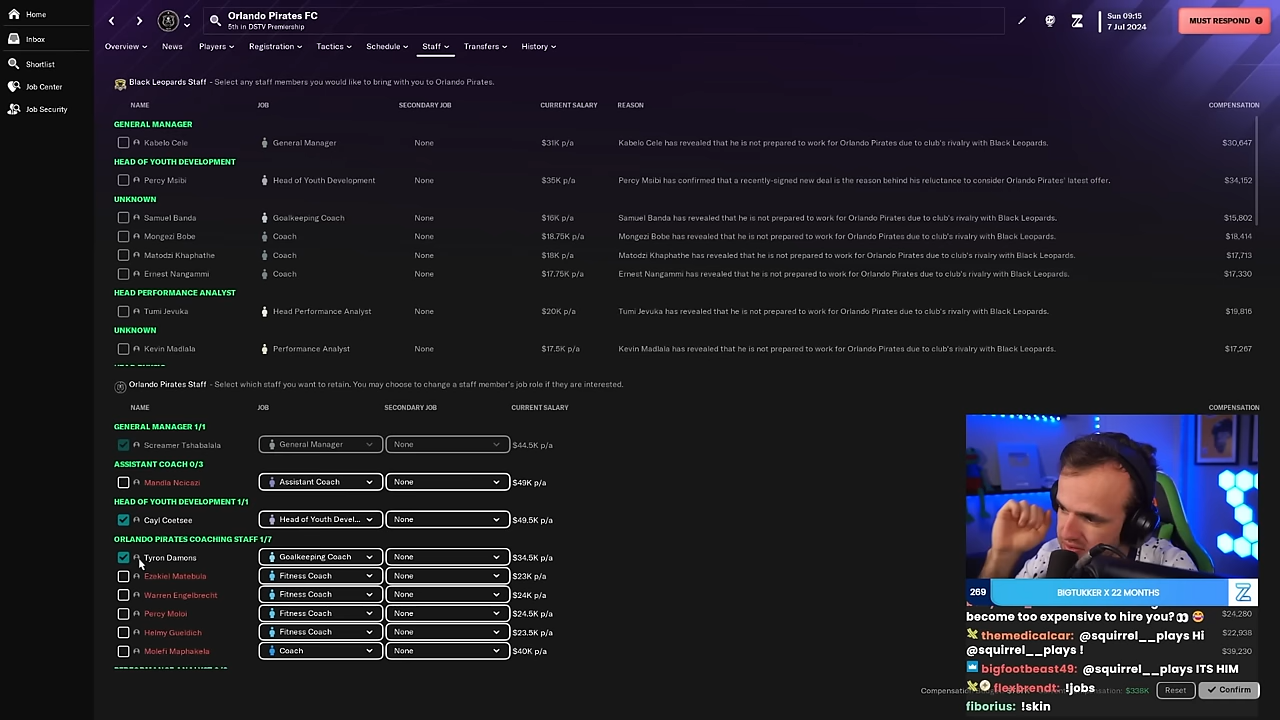 Home
Inbox
Shortlist
Job Center
Job Security
Orlando Pirates FC
5th in DSTV Premiership
Sun 09:15
7 Jul 2024
MUST RESPOND
Overview News Players Registration Tactics Schedule Staff Transfers History
Black Leopards Staff - Select any staff members you would like to bring with you to Orlando Pirates.
NAME JOB SECONDARY JOB CURRENT SALARY REASON COMPENSATION
GENERAL MANAGER
Kabelo Cele General Manager None $31K p/a Kabelo Cele has revealed that he is not prepared to work for Orlando Pirates due to club's rivalry with Black Leopards. $30,647
HEAD OF YOUTH DEVELOPMENT
Percy Msibi Head of Youth Development None $35K p/a Percy Msibi has confirmed that a recently-signed new deal is the reason behind his reluctance to consider Orlando Pirates' latest offer. $34,152
UNKNOWN
Samuel Banda Goalkeeping Coach None $16K p/a Samuel Banda has revealed that he is not prepared to work for Orlando Pirates due to club's rivalry with Black Leopards. $15,802
Mongezi Bobe Coach None $18.75K p/a Mongezi Bobe has revealed that he is not prepared to work for Orlando Pirates due to club's rivalry with Black Leopards. $18,414
Matodzi Khaphathe Coach None $18K p/a Matodzi Khaphathe has revealed that he is not prepared to work for Orlando Pirates due to club's rivalry with Black Leopards. $17,713
Ernest Nangammi Coach None $17.75K p/a Ernest Nangammi has revealed that he is not prepared to work for Orlando Pirates due to club's rivalry with Black Leopards. $17,330
HEAD PERFORMANCE ANALYST
Tumi Jevuka Head Performance Analyst None $20K p/a Tumi Jevuka has revealed that he is not prepared to work for Orlando Pirates due to club's rivalry with Black Leopards. $19,816
UNKNOWN
Kevin Madlala Performance Analyst None $17.5K p/a Kevin Madlala has revealed that he is not prepared to work for Orlando Pirates due to club's rivalry with Black Leopards. $17,267
Orlando Pirates Staff - Select which staff you want to retain. You may choose to change a staff member's job role if they are interested.
NAME JOB SECONDARY JOB CURRENT SALARY COMPENSATION
GENERAL MANAGER 1/1
Screamer Tshabalala General Manager None $44.5K p/a
ASSISTANT COACH 0/3
Mandla Ncicazi Assistant Coach None $49K p/a
HEAD OF YOUTH DEVELOPMENT 1/1
Cayl Coetsee Head of Youth Devel... None $49.5K p/a
ORLANDO PIRATES COACHING STAFF 1/7
Tyron Damons Goalkeeping Coach None $34.5K p/a
Ezekiel Matebula Fitness Coach None $23K p/a
Warren Engelbrecht Fitness Coach None $24K p/a
Percy Moloi Fitness Coach None $24.5K p/a $24,280
Helmy Gueldich Fitness Coach None $23.5K p/a $22,938
Molefi Maphakela Coach None $40K p/a $39,230
269 BIGTUKKER X 22 MONTHS Z
become too expensive to hire you?
themedicalcar: @squirrel__plays Hi
@squirrel__plays !
bigfootbeast49: @squirrel__plays ITS HIM
flexbrendt: !jobs
fiborius: !skin
$338K Reset Confirm